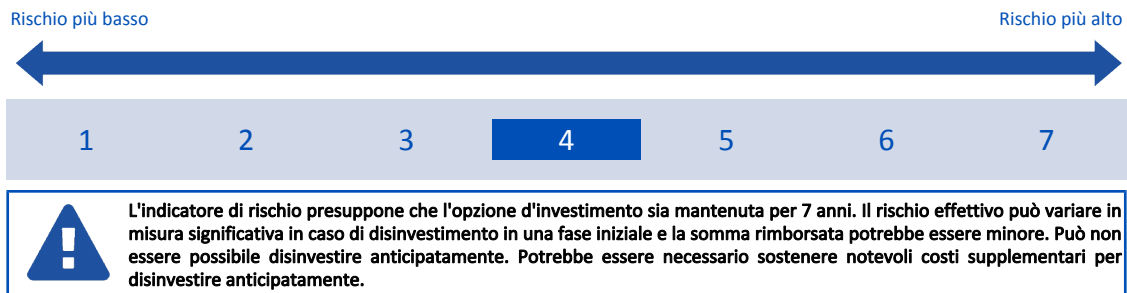 Rischio più basso Rischio più alto
1 2 3 4 5 6 7
L'indicatore di rischio presuppone che l'opzione d'investimento sia mantenuta per 7 anni. Il rischio effettivo può variare in
misura significativa in caso di disinvestimento in una fase iniziale e la somma rimborsata potrebbe essere minore. Può non
essere possibile disinvestire anticipatamente. Potrebbe essere necessario sostenere notevoli costi supplementari per
disinvestire anticipatamente.